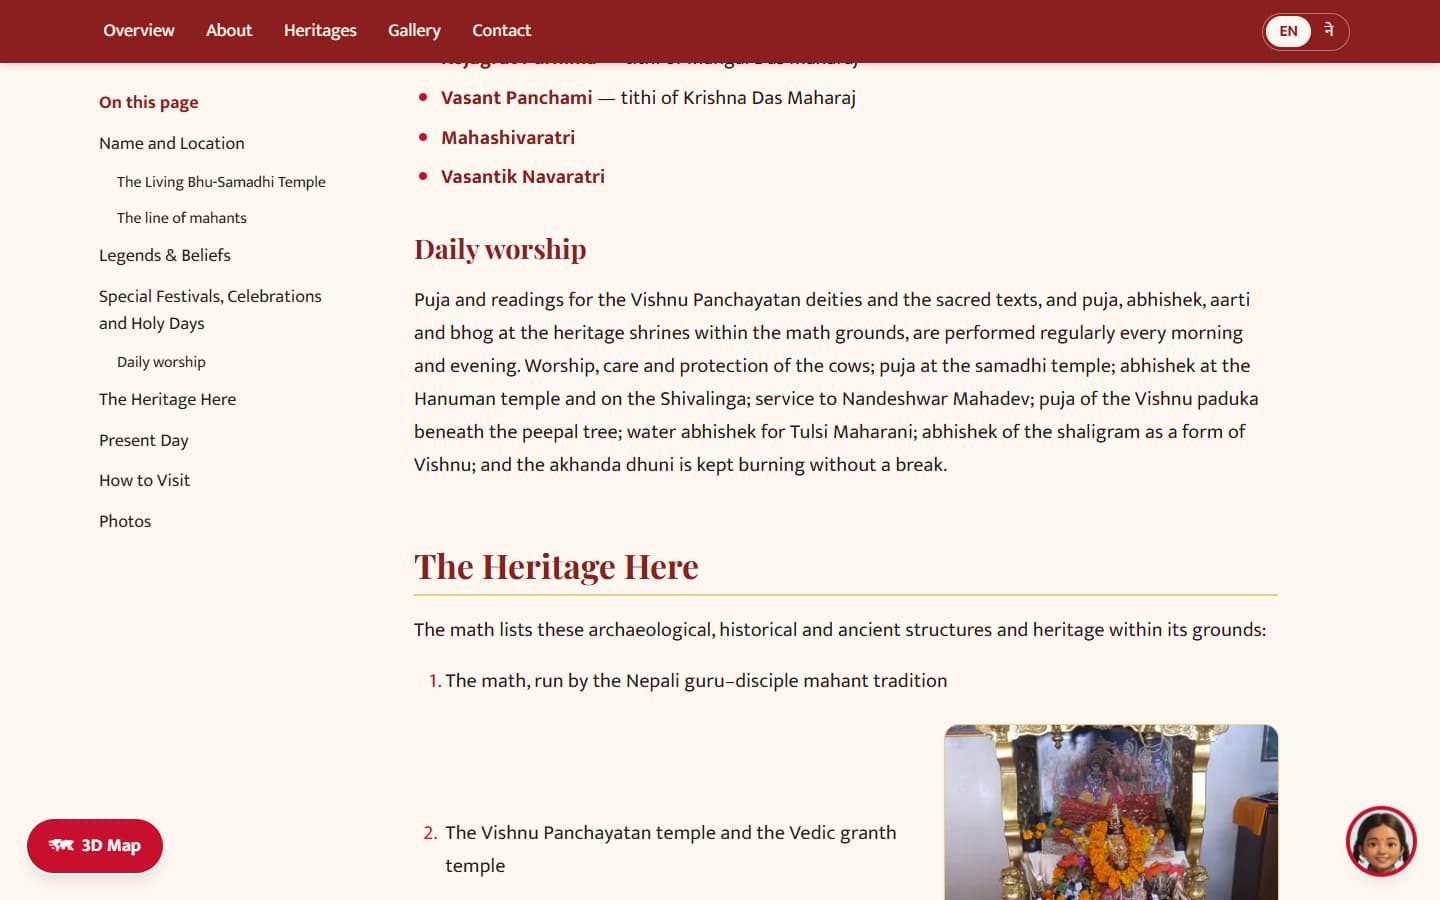 Overview About Heritages Gallery Contact EN ने
On this page
Name and Location
The Living Bhu-Samadhi Temple
The line of mahants
Legends & Beliefs
Special Festivals, Celebrations
and Holy Days
Daily worship
The Heritage Here
Present Day
How to Visit
Photos
Vasant Panchami — tithi of Krishna Das Maharaj
Mahashivaratri
Vasantik Navaratri
Daily worship
Puja and readings for the Vishnu Panchayatan deities and the sacred texts, and puja, abhishek, aarti
and bhog at the heritage shrines within the math grounds, are performed regularly every morning
and evening. Worship, care and protection of the cows; puja at the samadhi temple; abhishek at the
Hanuman temple and on the Shivalinga; service to Nandeshwar Mahadev; puja of the Vishnu paduka
beneath the peepal tree; water abhishek for Tulsi Maharani; abhishek of the shaligram as a form of
Vishnu; and the akhanda dhuni is kept burning without a break.
The Heritage Here
The math lists these archaeological, historical and ancient structures and heritage within its grounds:
1. The math, run by the Nepali guru–disciple mahant tradition
2. The Vishnu Panchayatan temple and the Vedic granth
temple
3D Map